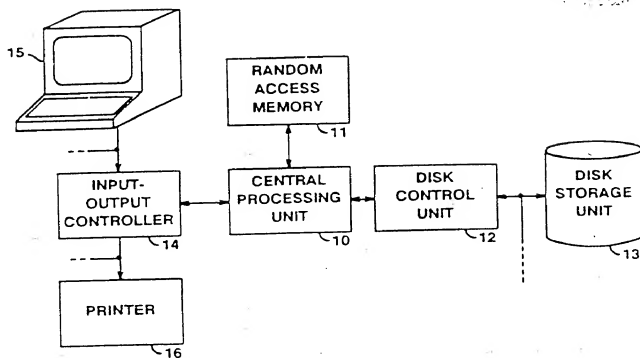 15
RANDOM
ACCESS
MEMORY
11
INPUT-
OUTPUT
CONTROLLER
14
CENTRAL
PROCESSING
UNIT
10
DISK
CONTROL
UNIT
12
DISK
STORAGE
UNIT
13
PRINTER
16